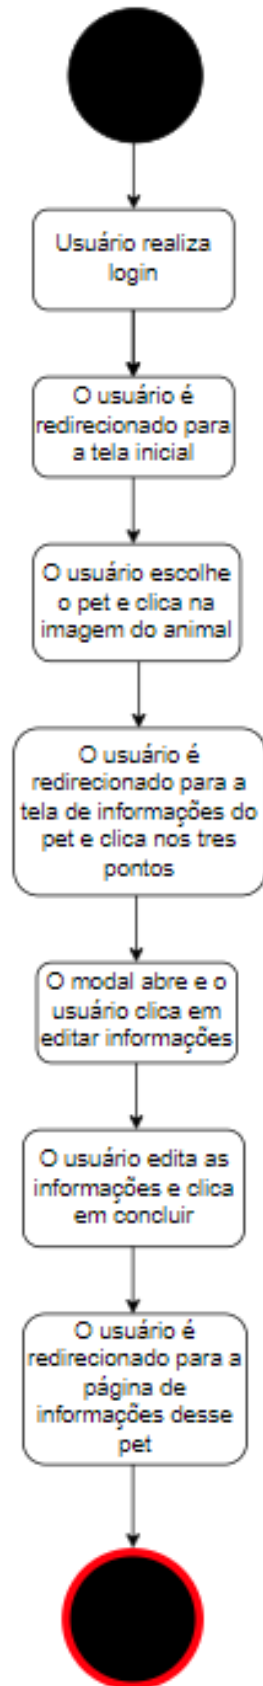 Usuário realiza
login
O usuário é
redirecionado para
a tela inicial
O usuário escolhe
o pet e clica na
imagem do animal
O usuário é
redirecionado para a
tela de informações do
pet e clica nos tres
pontos
O modal abre e o
usuário clica em
editar informações
O usuário edita as
informações e clica
em concluir
O usuário é
redirecionado para a
página de
informações desse
pet